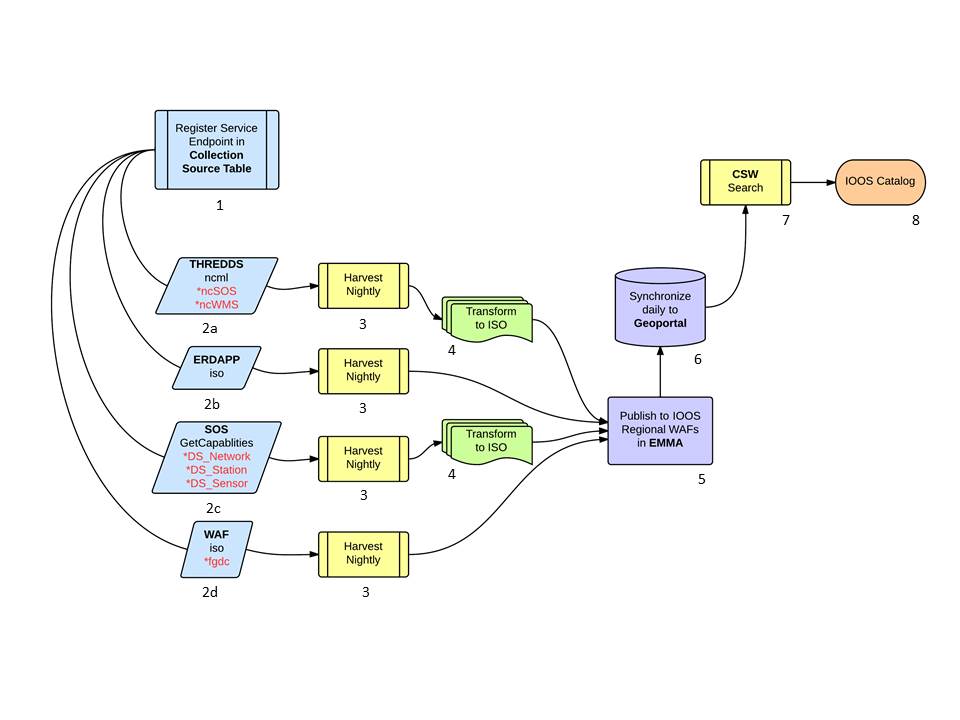 Register Service
Endpoint in
Collection
Source Table
1
THREDDS
ncml
*ncSOS
*ncWMS
2a
Harvest
Nightly
3
Transform
to ISO
4
ERDAPP
iso
2b
Harvest
Nightly
3
SOS
GetCapablities
*DS_Network
*DS_Station
*DS_Sensor
2c
Harvest
Nightly
3
Transform
to ISO
4
WAF
iso
*fgdc
2d
Harvest
Nightly
3
Publish to IOOS
Regional WAFs
in EMMA
5
Synchronize
daily to
Geoportal
6
CSW
Search
7
IOOS Catalog
8